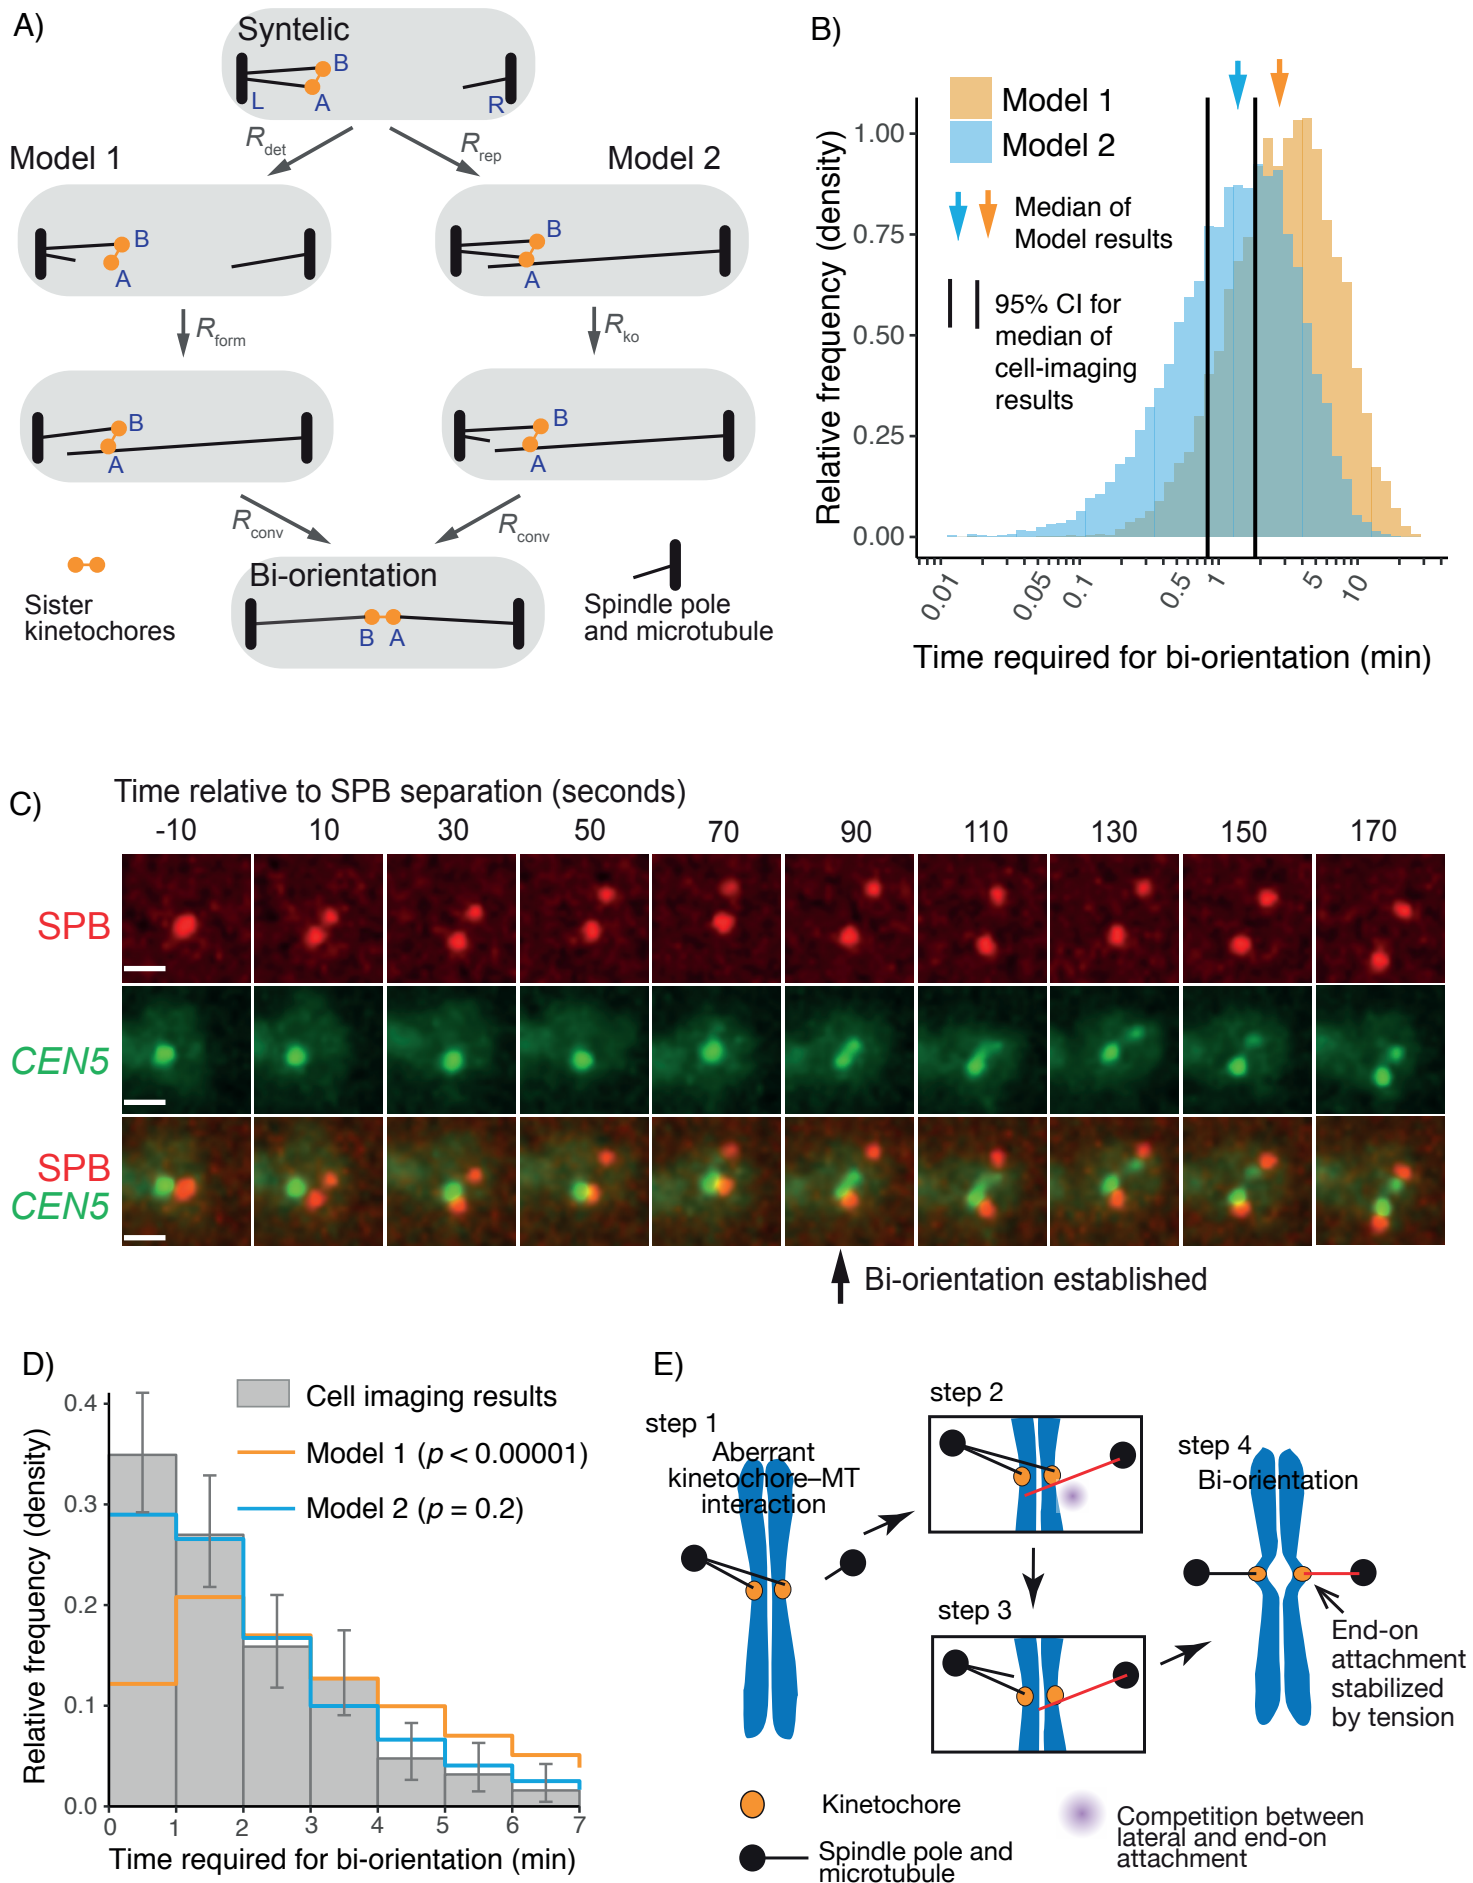 A)
Syntelic
B
L
A
R
R det
R rep
Model 1
Model 2
B
A
B
A
R form
R ko
B
A
B
A
R conv
R conv
Bi-orientation
B A
Sister
kinetochores
Spindle pole
and microtubule
B)
Model 1
Model 2
Median of
Model results
95% CI for
median of
cell-imaging
results
Relative frequency (density)
1.00
0.75
0.50
0.25
0.00
0.01 0.05 0.1 0.5 1 5 10
Time required for bi-orientation (min)
C)
Time relative to SPB separation (seconds)
-10 10 30 50 70 90 110 130 150 170
SPB
CEN5
SPB
CEN5
Bi-orientation established
D)
Cell imaging results
Model 1 (p < 0.00001)
Model 2 (p = 0.2)
Relative frequency (density)
0.4
0.3
0.2
0.1
0.0
0 1 2 3 4 5 6 7
Time required for bi-orientation (min)
E)
step 1
Aberrant
kinetochore–MT
interaction
step 2
step 3
step 4
Bi-orientation
End-on
attachment
stabilized
by tension
Kinetochore
Spindle pole and
microtubule
Competition between
lateral and end-on
attachment